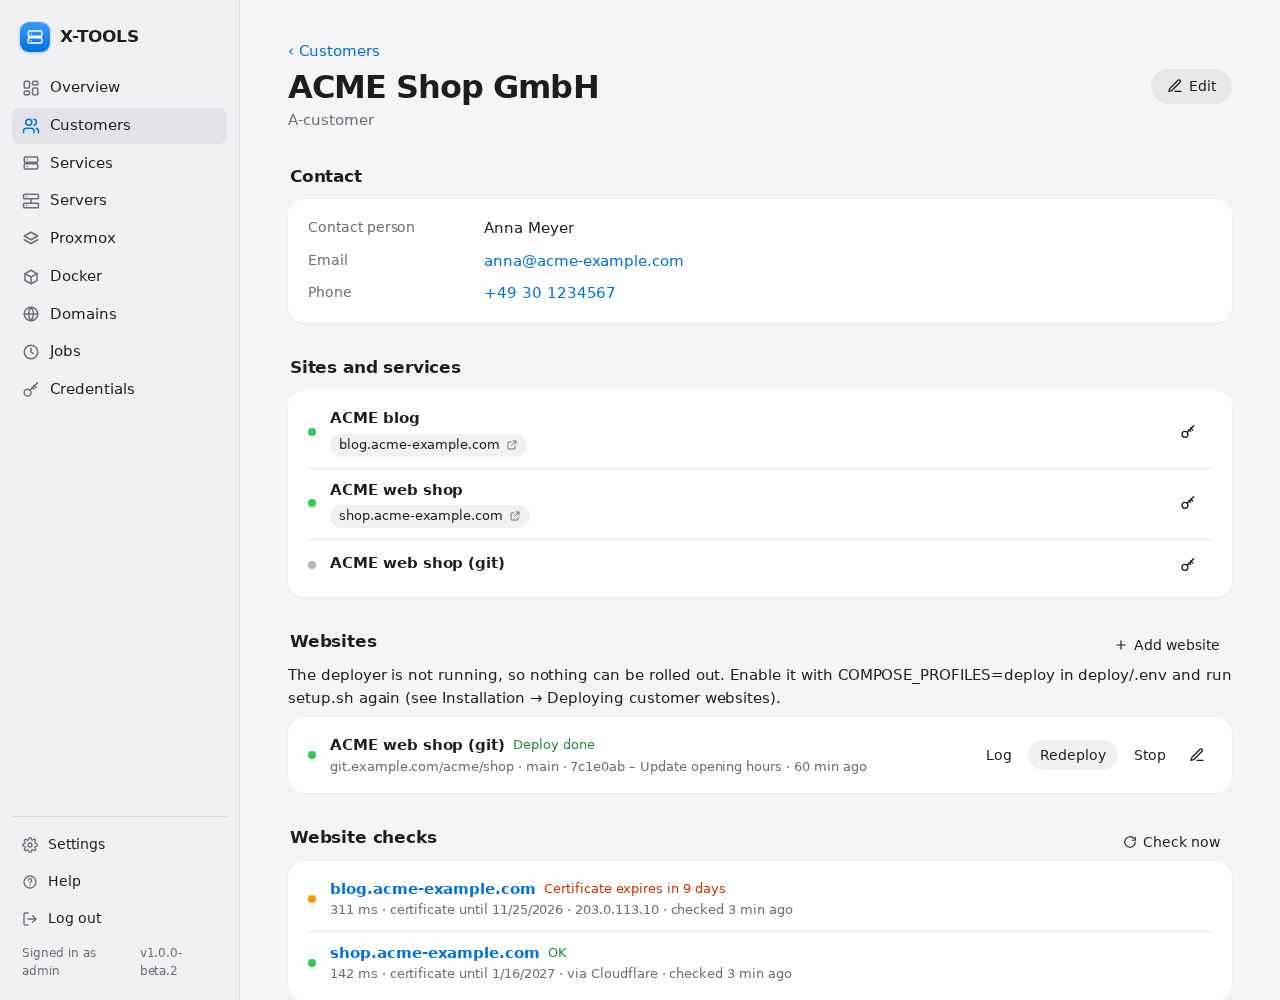 X-TOOLS
Overview
Customers
Services
Servers
Proxmox
Docker
Domains
Jobs
Credentials
Settings
Help
Log out
Signed in as admin
v1.0.0-beta.2
‹ Customers
ACME Shop GmbH
Edit
A-customer
Contact
Contact person Anna Meyer
Email anna@acme-example.com
Phone +49 30 1234567
Sites and services
ACME blog
blog.acme-example.com
ACME web shop
shop.acme-example.com
ACME web shop (git)
Websites
+ Add website
The deployer is not running, so nothing can be rolled out. Enable it with COMPOSE_PROFILES=deploy in deploy/.env and run
setup.sh again (see Installation → Deploying customer websites).
ACME web shop (git) Deploy done
git.example.com/acme/shop · main · 7c1e0ab – Update opening hours · 60 min ago
Log Redeploy Stop
Website checks
Check now
blog.acme-example.com Certificate expires in 9 days
311 ms · certificate until 11/25/2026 · 203.0.113.10 · checked 3 min ago
shop.acme-example.com OK
142 ms · certificate until 1/16/2027 · via Cloudflare · checked 3 min ago